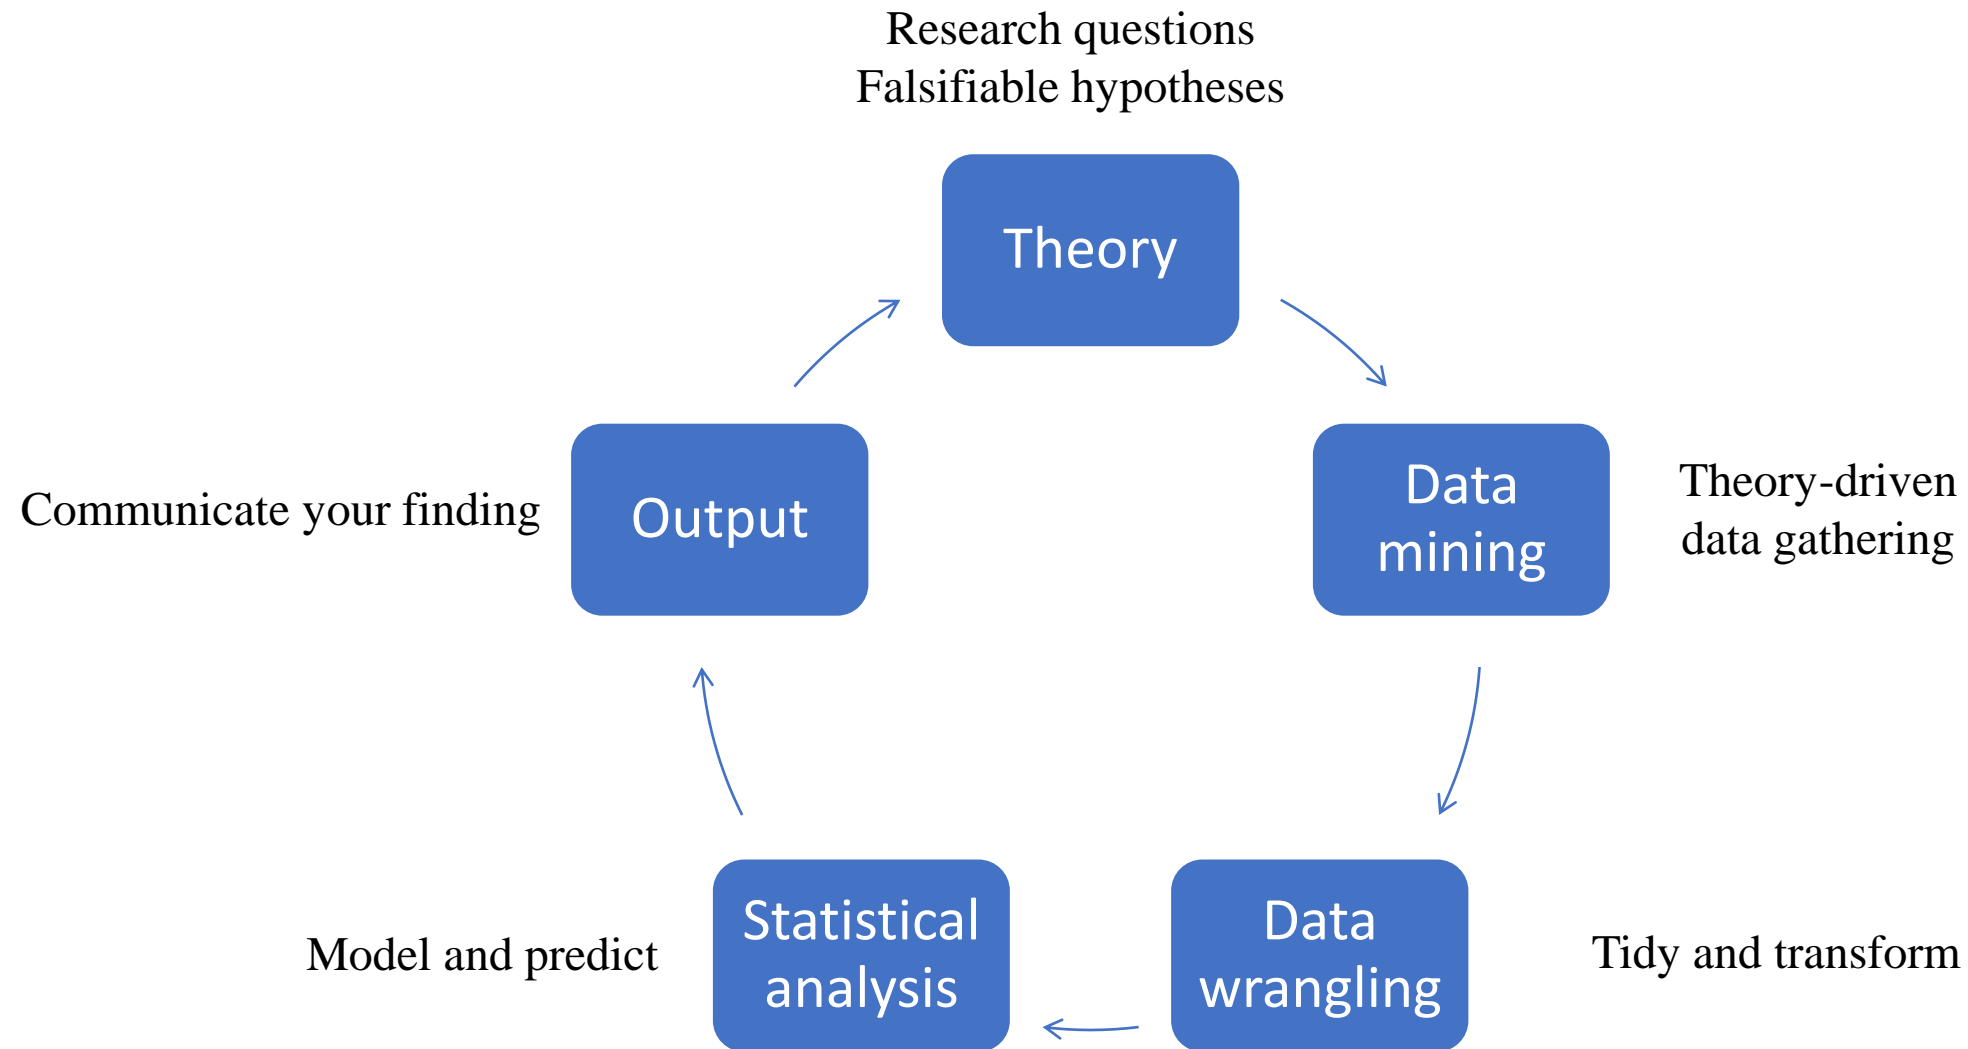 Research questions
Falsifiable hypotheses
Theory
Communicate your finding
Output
Data
mining
Theory-driven
data gathering
Model and predict
Statistical
analysis
Data
wrangling
Tidy and transform